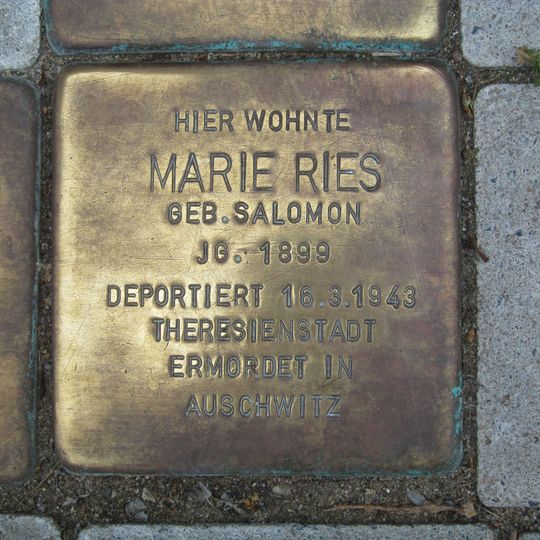 HIER WOHNTE
MARIE RIES
GEB. SALOMON
JG. 1899
DEPORTIERT 16.3.1943
THERESIENSTADT
ERMORDET IN
AUSCHWITZ